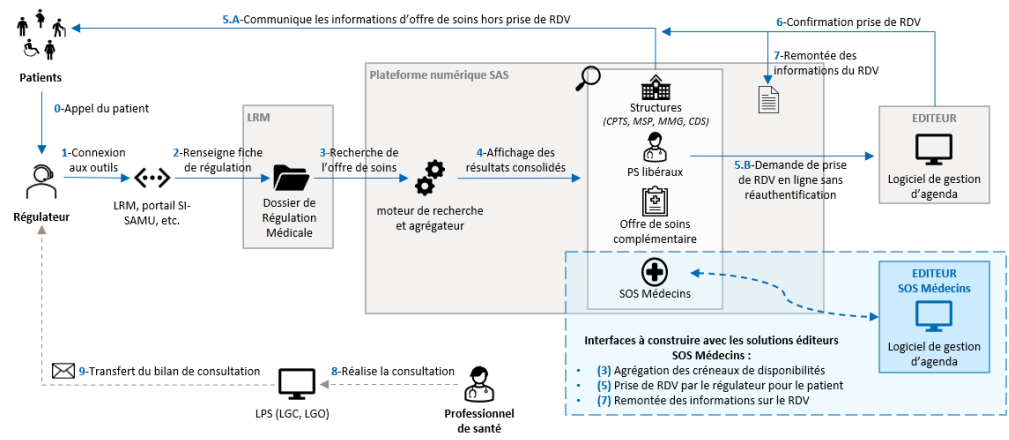 5.A-Communique les informations d’offre de soins hors prise de RDV
6-Confirmation prise de RDV
Patients
7-Remontée des
informations du RDV
Plateforme numérique SAS
0-Appel du patient
Structures
(CPTS, MSP, MMG, CDS)
LRM
EDITEUR
1-Connexion
aux outils
2-Renseigne fiche
de régulation
3-Recherche de
l’offre de soins
4-Affichage des
résultats consolidés
PS libéraux
5.B-Demande de prise
de RDV en ligne sans
réauthentification
Logiciel de gestion
d’agenda
Régulateur
LRM, portail SI-
SAMU, etc.
Dossier de
Régulation
Médicale
moteur de recherche
et agrégateur
Offre de soins
complémentaire
SOS Médecins
EDITEUR
SOS Médecins
Logiciel de gestion
d’agenda
Interfaces à construire avec les solutions éditeurs
SOS Médecins :
• (3) Agrégation des créneaux de disponibilités
• (5) Prise de RDV par le régulateur pour le patient
• (7) Remontée des informations sur le RDV
9-Transfert du bilan de consultation
8-Réalise la consultation
LPS (LGC, LGO)
Professionnel
de santé